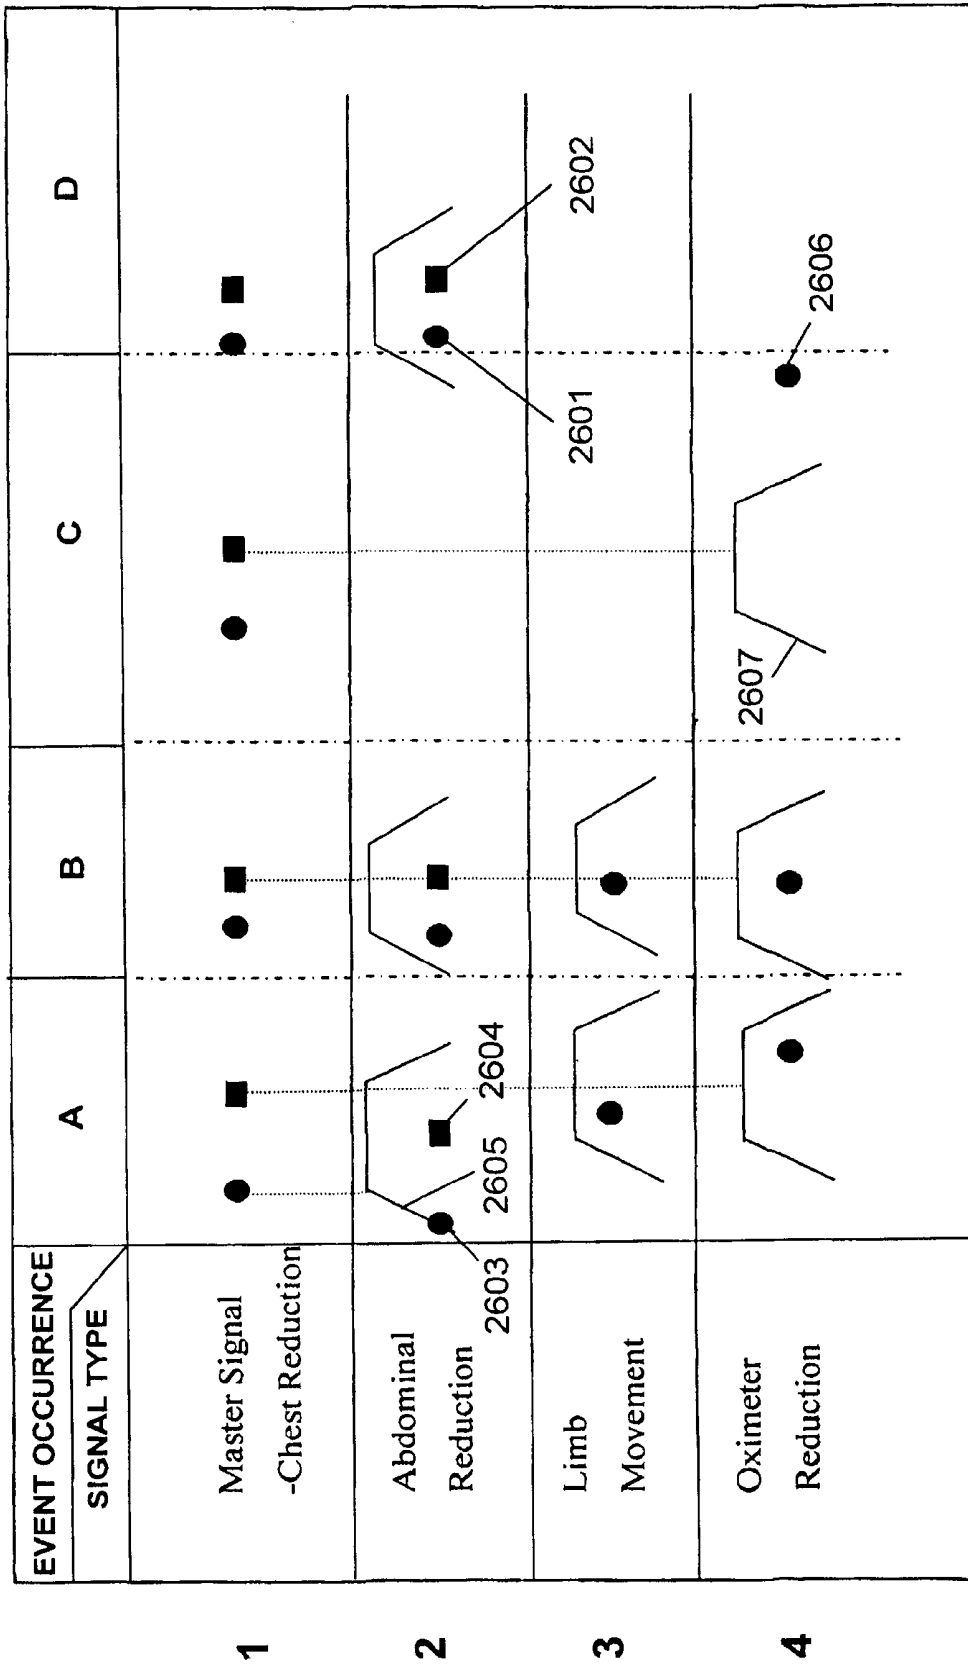 EVENT OCCURRENCE
SIGNAL TYPE
A
B
C
D
1
Master Signal
-Chest Reduction
2
Abdominal
Reduction
2603
2605
2604
2601
2602
3
Limb
Movement
4
Oximeter
Reduction
2607
2606